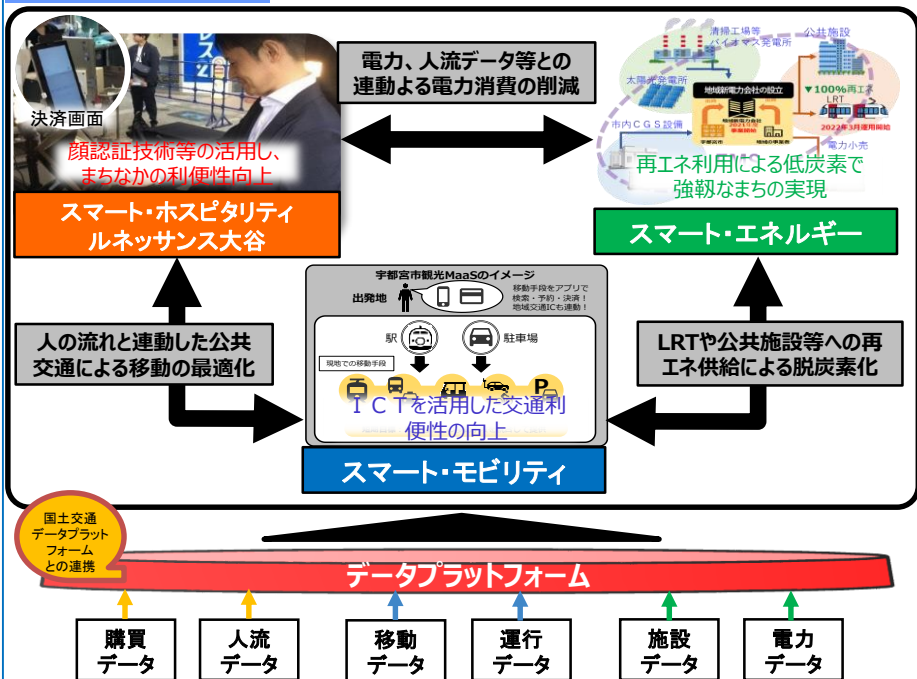 決済画面
顔認証技術等の活用し、
まちなかの利便性向上
スマート・ホスピタリティ
ルネッサンス大谷
電力、人流データ等との
連動よる電力消費の削減
清掃工場等
バイオマス発電所
公共施設
太陽光発電所
地域新電力会社の設立
▼100%再エネ
LRT
2022年3月運用開始
市内CGS設備
地域新電力会社
事業開始
宇都宮市
電力小売
再エネ利用による低炭素で
強靱なまちの実現
スマート・エネルギー
人の流れと連動した公共
交通による移動の最適化
宇都宮市観光MaaSのイメージ
出発地
移動手段をアプリで
検索・予約・決済!
地域交通ICも連動!
駅
駐車場
現地での移動手段
P
ICTを活用した交通利
便性の向上
スマート・モビリティ
LRTや公共施設等への再
エネ供給による脱炭素化
国土交通
データプラット
フォーム
との連携
データプラットフォーム
購買
データ
人流
データ
移動
データ
運行
データ
施設
データ
電力
データ